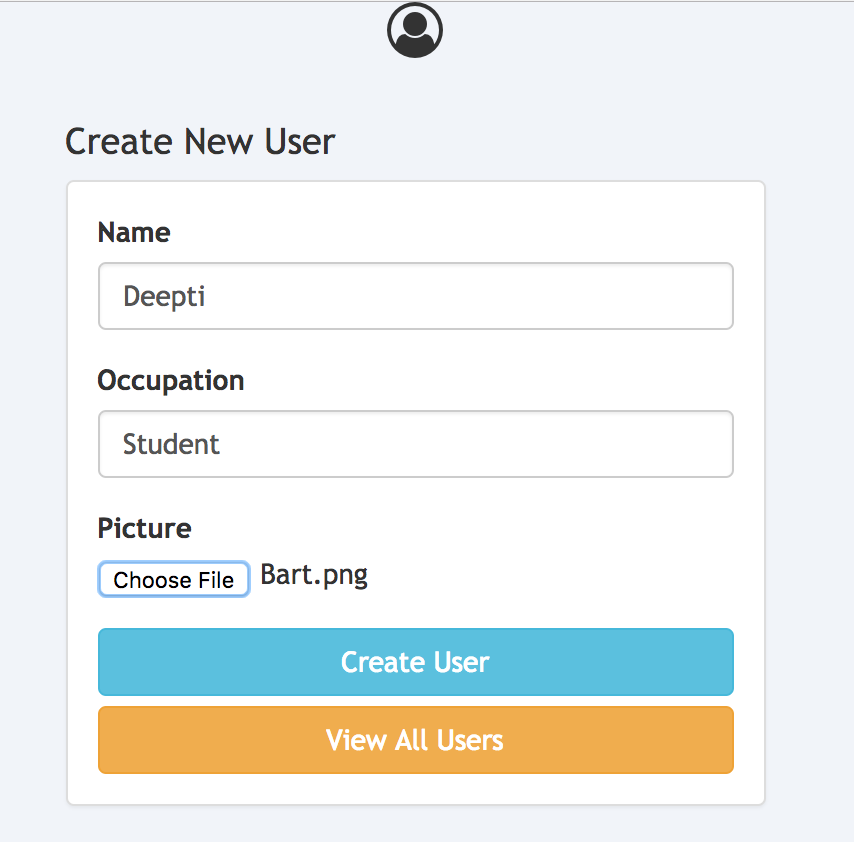 Create New User
Name
Deepti
Occupation
Student
Picture
Choose File Bart.png
Create User
View All Users